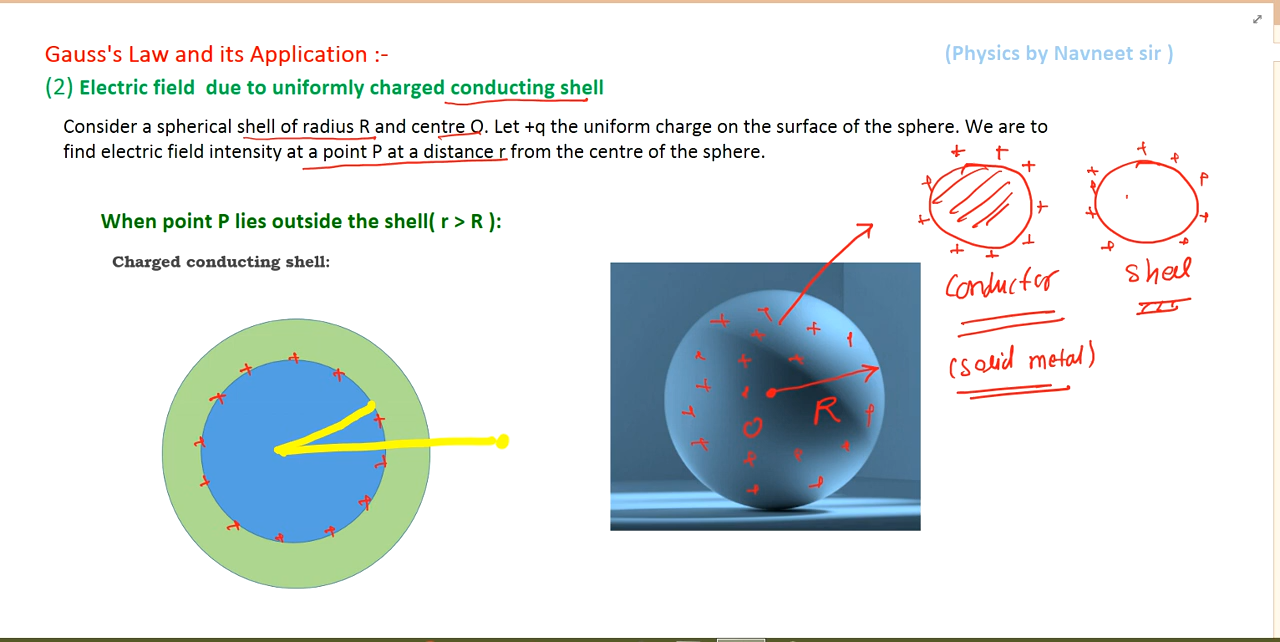 Gauss's Law and its Application :-
(Physics by Navneet sir )
(2) Electric field due to uniformly charged conducting shell
Consider a spherical shell of radius R and centre O. Let +q the uniform charge on the surface of the sphere. We are to
find electric field intensity at a point P at a distance r from the centre of the sphere.
When point P lies outside the shell( r > R ):
Charged conducting shell:
Conductor
(Solid metal)
Shell
O
R